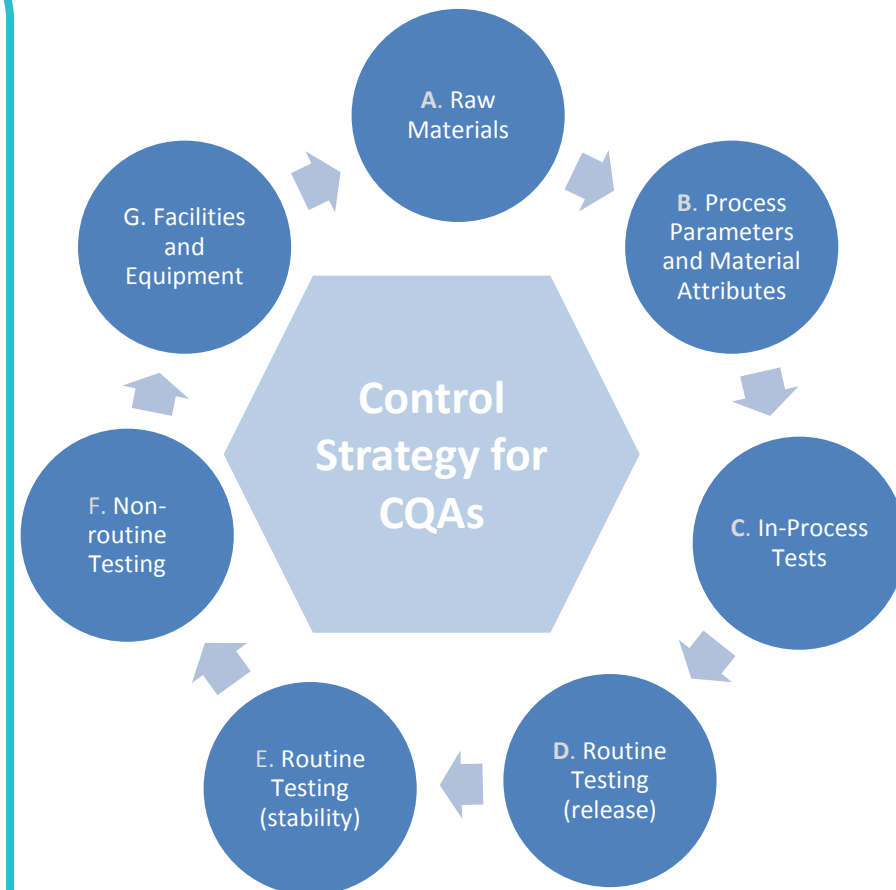 A. Raw
Materials
B. Process
Parameters
and Material
Attributes
C. In-Process
Tests
D. Routine
Testing
(release)
E. Routine
Testing
(stability)
F. Non-
routine
Testing
G. Facilities
and
Equipment
Control
Strategy for
CQAs